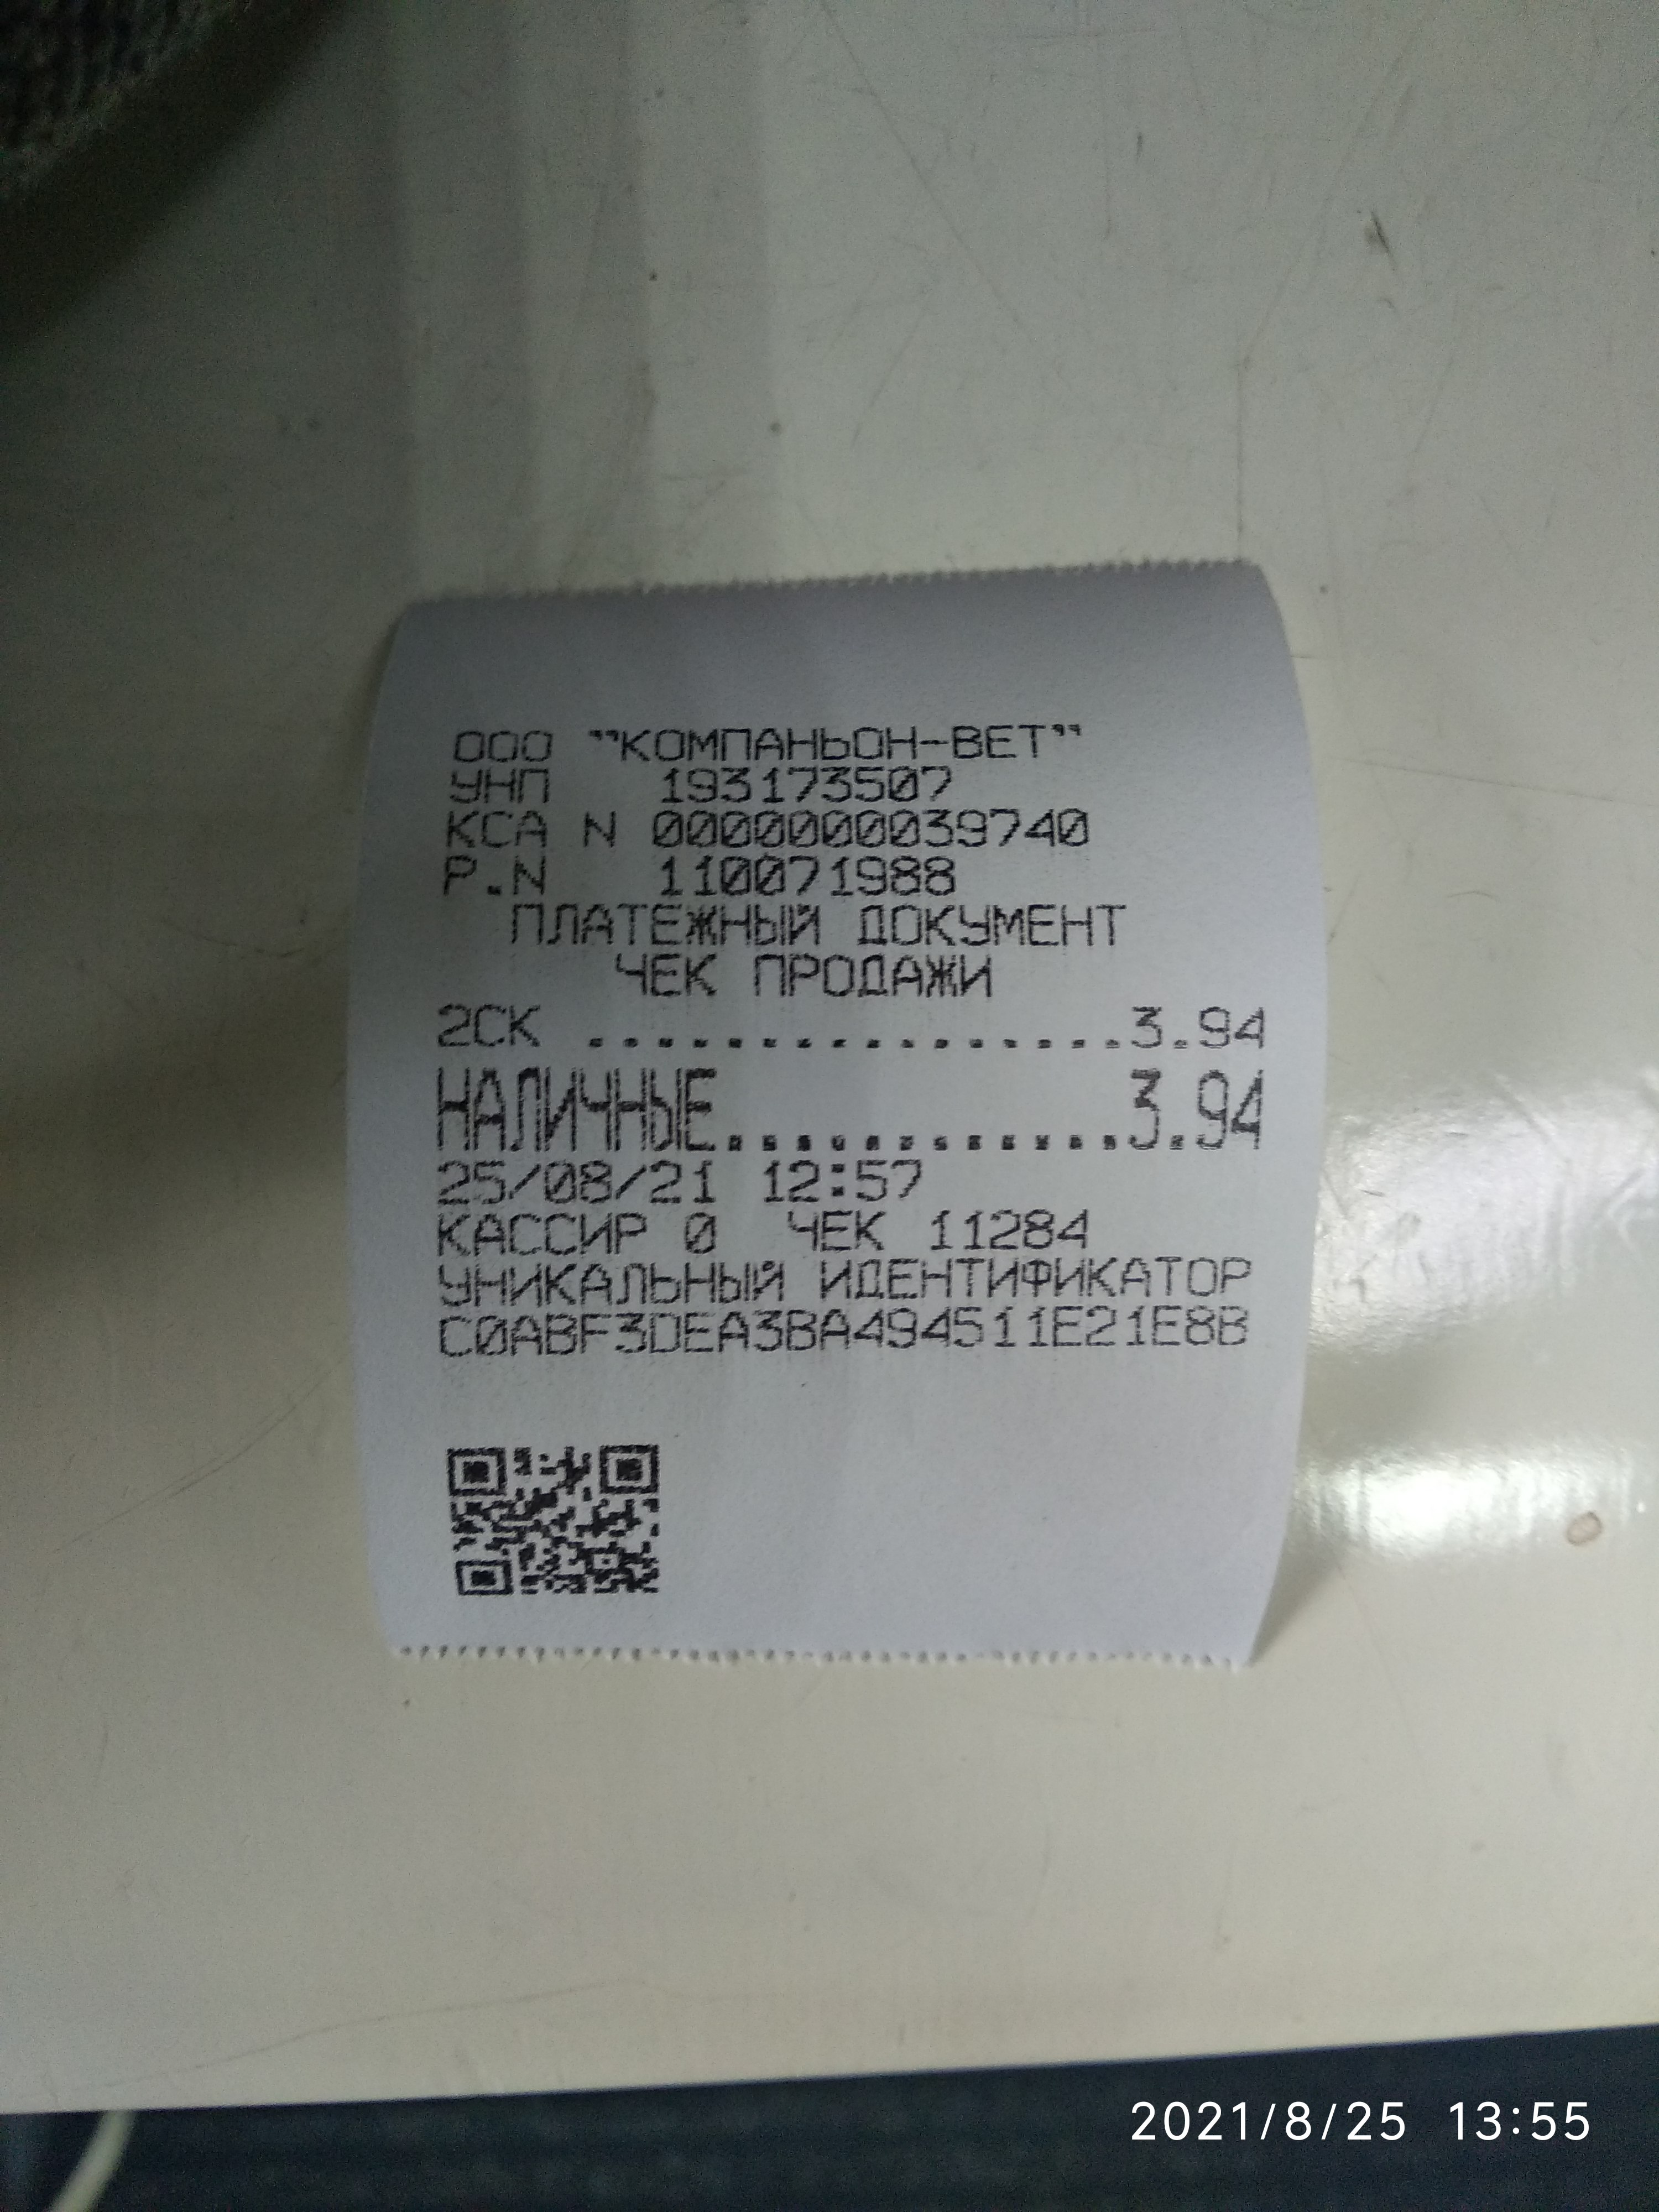 ООО "КОМПАНЬОН-ВЕТ"
УНП 193173507
КСА N 0000000039740
Р.N 110071988
ПЛАТЕЖНЫЙ ДОКУМЕНТ
ЧЕК ПРОДАЖИ
2СК ................3.94
НАЛИЧНЫЕ............3.94
25/08/21 12:57
КАССИР 0 ЧЕК 11284
УНИКАЛЬНЫЙ ИДЕНТИФИКАТОР
C0ABF3DEA3BA494511E21E8B
2021/8/25 13:55